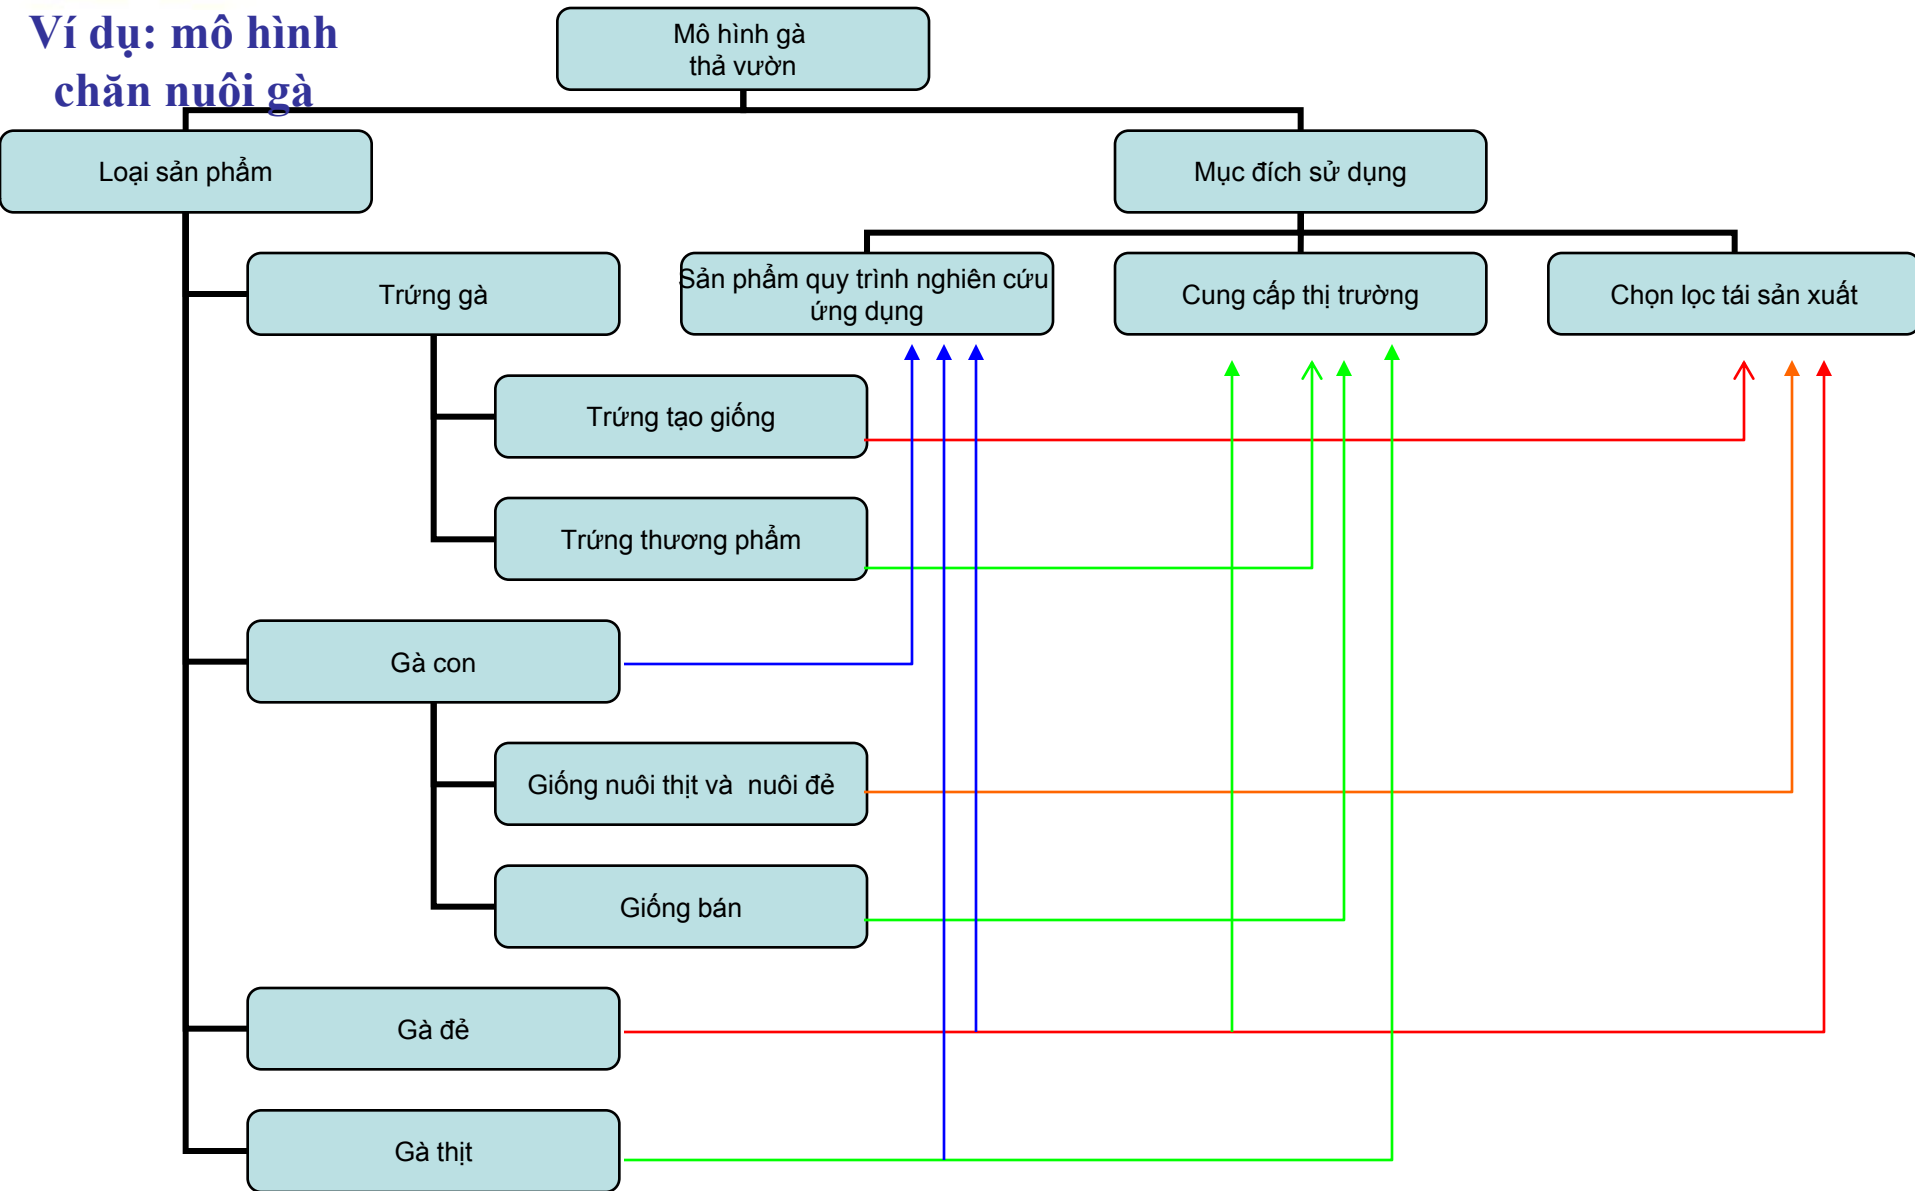 Ví dụ: mô hình
chăn nuôi gà
Mô hình gà
thả vườn
Loại sản phẩm
Mục đích sử dụng
Trứng gà
Sản phẩm quy trình nghiên cứu
ứng dụng
Cung cấp thị trường
Chọn lọc tái sản xuất
Trứng tạo giống
Trứng thương phẩm
Gà con
Giống nuôi thịt và  nuôi đẻ
Giống bán
Gà đẻ
Gà thịt